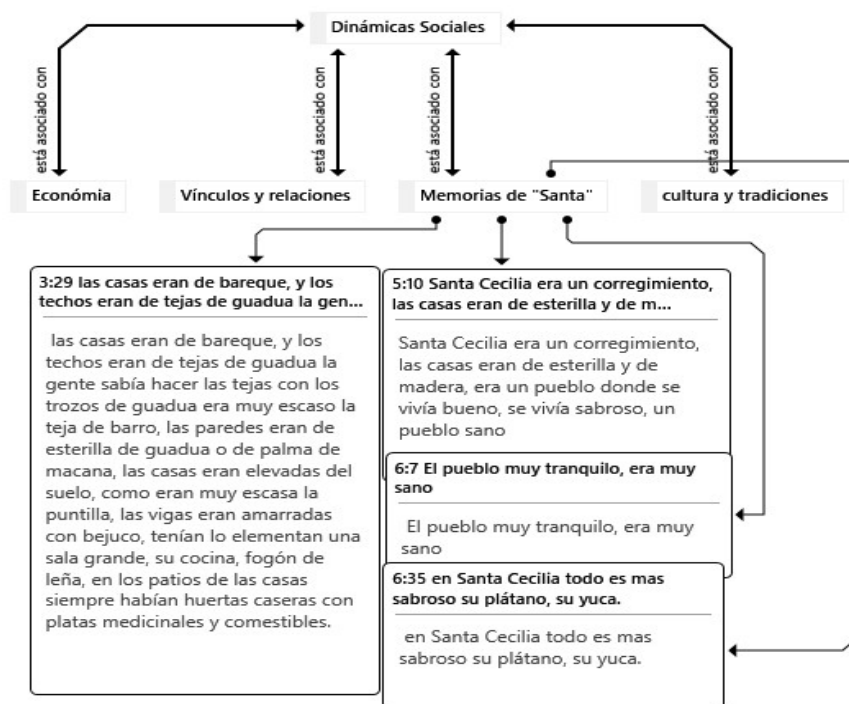 Dinámicas Sociales
está asociado con
está asociado con
está asociado con
está asociado con
Económia
Vínculos y relaciones
Memorias de "Santa"
cultura y tradiciones
3:29 las casas eran de bareque, y los
techos eran de tejas de guadua la gen...
las casas eran de bareque, y los
techos eran de tejas de guadua la
gente sabía hacer las tejas con los
trozos de guadua era muy escaso la
teja de barro, las paredes eran de
esterilla de guadua o de palma de
macana, las casas eran elevadas del
suelo, como eran muy escasa la
puntilla, las vigas eran amarradas
con bejuco, tenían lo elementan una
sala grande, su cocina, fogón de
leña, en los patios de las casas
siempre habían huertas caseras con
platas medicinales y comestibles.
5:10 Santa Cecilia era un corregimiento,
las casas eran de esterilla y de m...
Santa Cecilia era un corregimiento,
las casas eran de esterilla y de
madera, era un pueblo donde se
vivía bueno, se vivía sabroso, un
pueblo sano
6:7 El pueblo muy tranquilo, era muy
sano
El pueblo muy tranquilo, era muy
sano
6:35 en Santa Cecilia todo es mas
sabroso su plátano, su yuca.
en Santa Cecilia todo es mas
sabroso su plátano, su yuca.